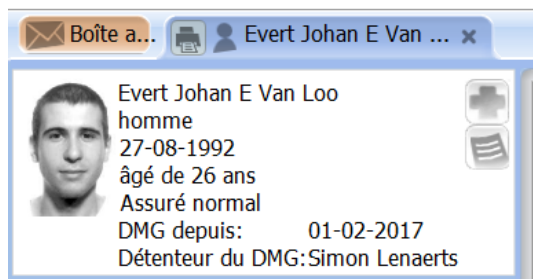 Boîte a... Evert Johan E Van ... ×
Evert Johan E Van Loo
homme
27-08-1992
âgé de 26 ans
Assuré normal
DMG depuis: 01-02-2017
Détenteur du DMG: Simon Lenaerts